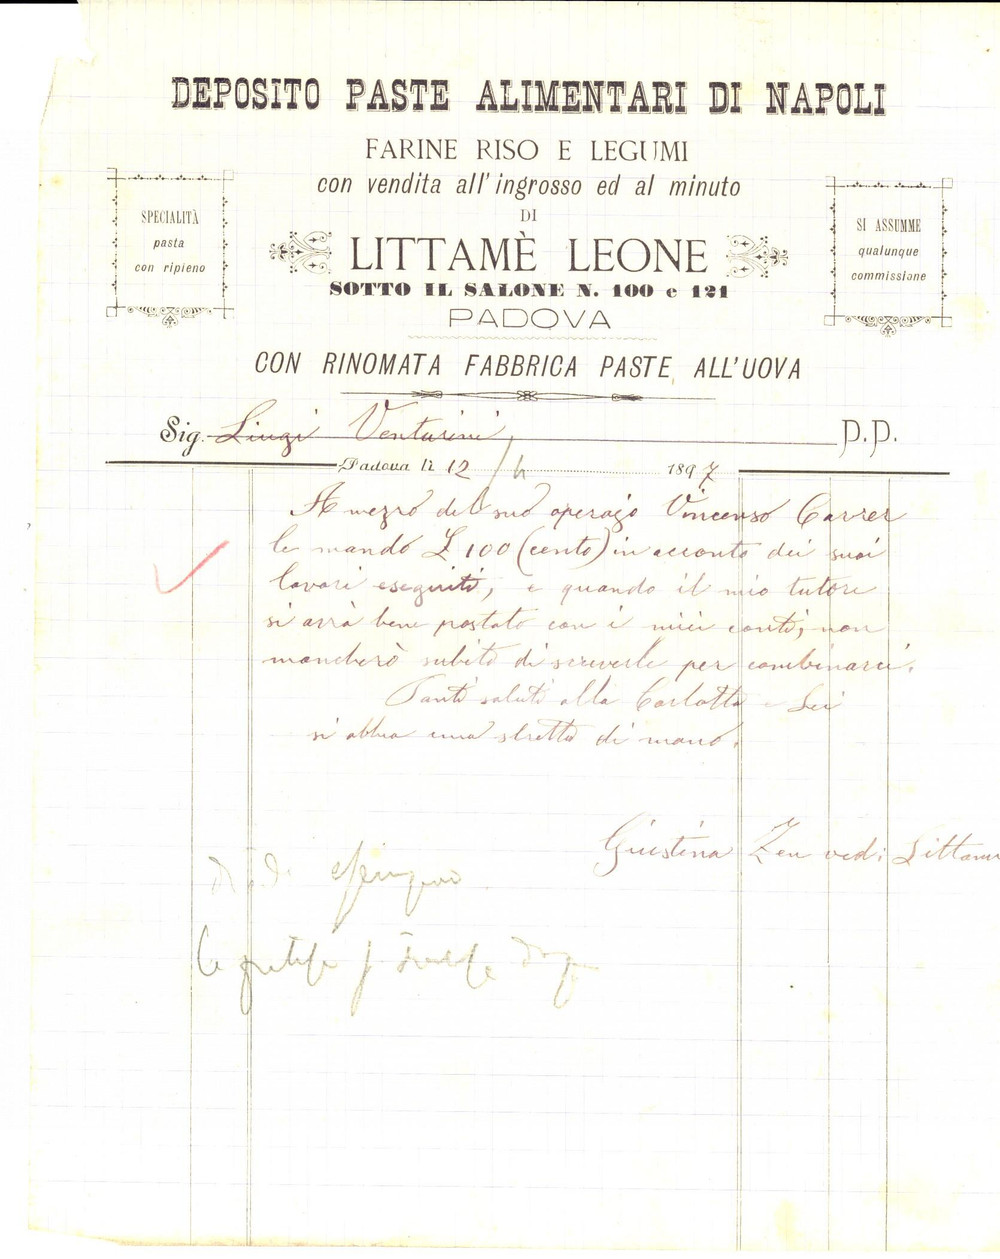 DEPOSITO PASTE ALIMENTARI DI NAPOLI
FARINE RISO E LEGUMI
con vendita all'ingrosso ed al minuto
DI
LITTAMÈ LEONE
SOTTO IL SALONE N. 100 e 121
PADOVA
SPECIALITÀ
pasta
con ripieno
SI ASSUME
qualunque
commissione
CON RINOMATA FABBRICA PASTE ALL'UOVA
Sig. Luigi Venturini, P.P.
Padova li 12/4 1897
A mezzo del suo operajo Vincenso Carrer
le mando £ 100 (cento) in acconto dei suoi
lavori eseguiti, e quando il mio tutore
si avrà bene postato con i miei conti, non
mancherò subito di scriverle per combinarci.
Tanti saluti alla Carlotta e Lei
si abbia una stretta di mano.
Giustina Zen ved: Littamè